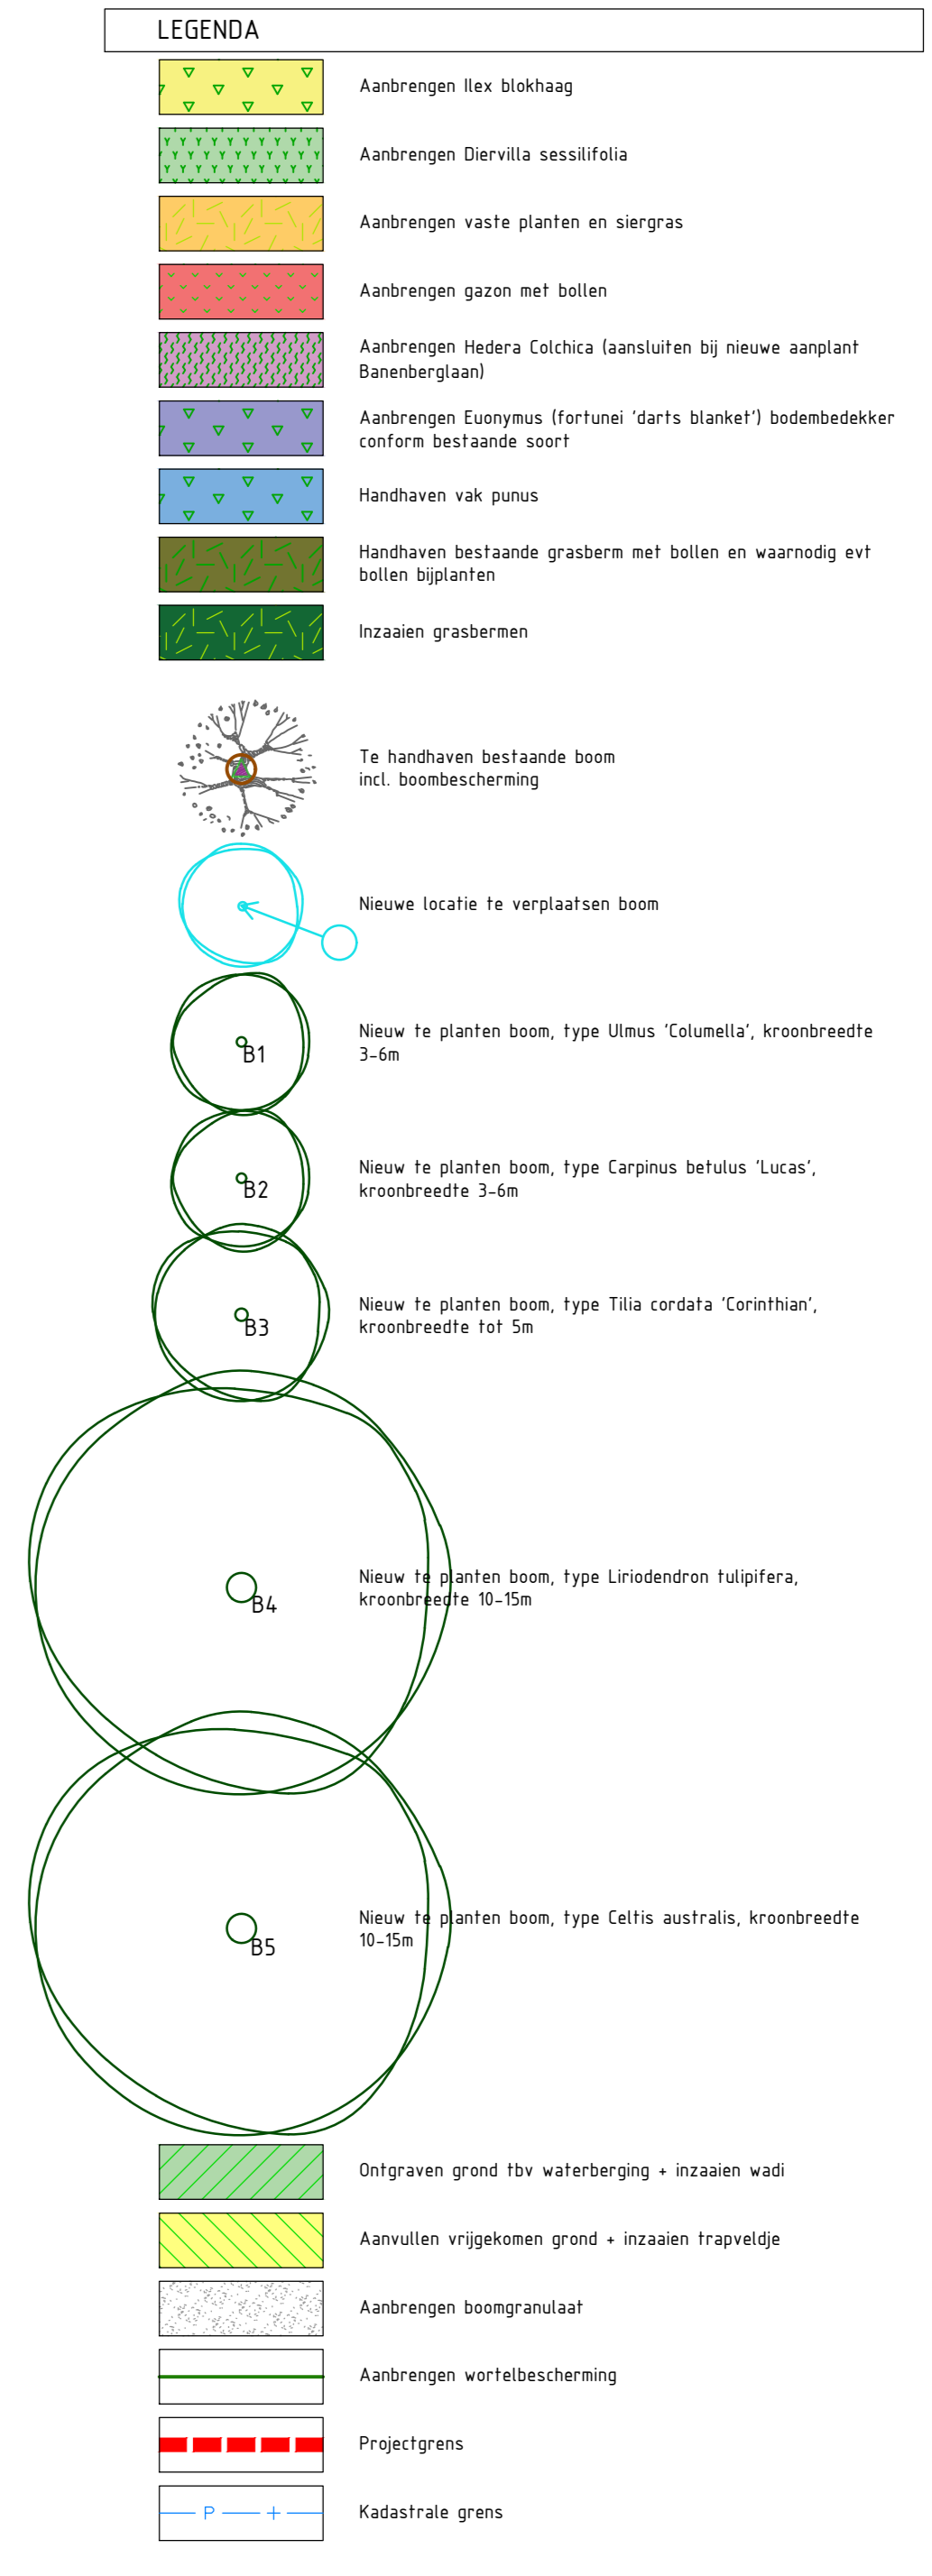 LEGENDA
Aanbrengen Ilex blokhaag
Aanbrengen Diervilla sessilifolia
Aanbrengen vaste planten en siergras
Aanbrengen gazon met bollen
Aanbrengen Hedera Colchica (aansluiten bij nieuwe aanplant
Banenberglaan)
Aanbrengen Euonymus (fortunei 'darts blanket') bodembedekker
conform bestaande soort
Handhaven vak punus
Handhaven bestaande grasberm met bollen en waarnodig evt
bollen bijplanten
Inzaaien grasbermen
Te handhaven bestaande boom
incl. boombescherming
Nieuwe locatie te verplaatsen boom
B1
Nieuw te planten boom, type Ulmus 'Columella', kroonbreedte
3-6m
B2
Nieuw te planten boom, type Carpinus betulus 'Lucas',
kroonbreedte 3-6m
B3
Nieuw te planten boom, type Tilia cordata 'Corinthian',
kroonbreedte tot 5m
B4
Nieuw te planten boom, type Liriodendron tulipifera,
kroonbreedte 10-15m
B5
Nieuw te planten boom, type Celtis australis, kroonbreedte
10-15m
Ontgraven grond tbv waterberging + inzaaien wadi
Aanvullen vrijgekomen grond + inzaaien trapveldje
Aanbrengen boomgranulaat
Aanbrengen wortelbescherming
Projectgrens
P
Kadastrale grens